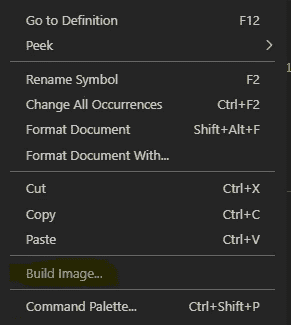 Go to Definition F12
Peek >
Rename Symbol F2
Change All Occurrences Ctrl+F2
Format Document Shift+Alt+F
Format Document With...
Cut Ctrl+X
Copy Ctrl+C
Paste Ctrl+V
Build Image...
Command Palette... Ctrl+Shift+P